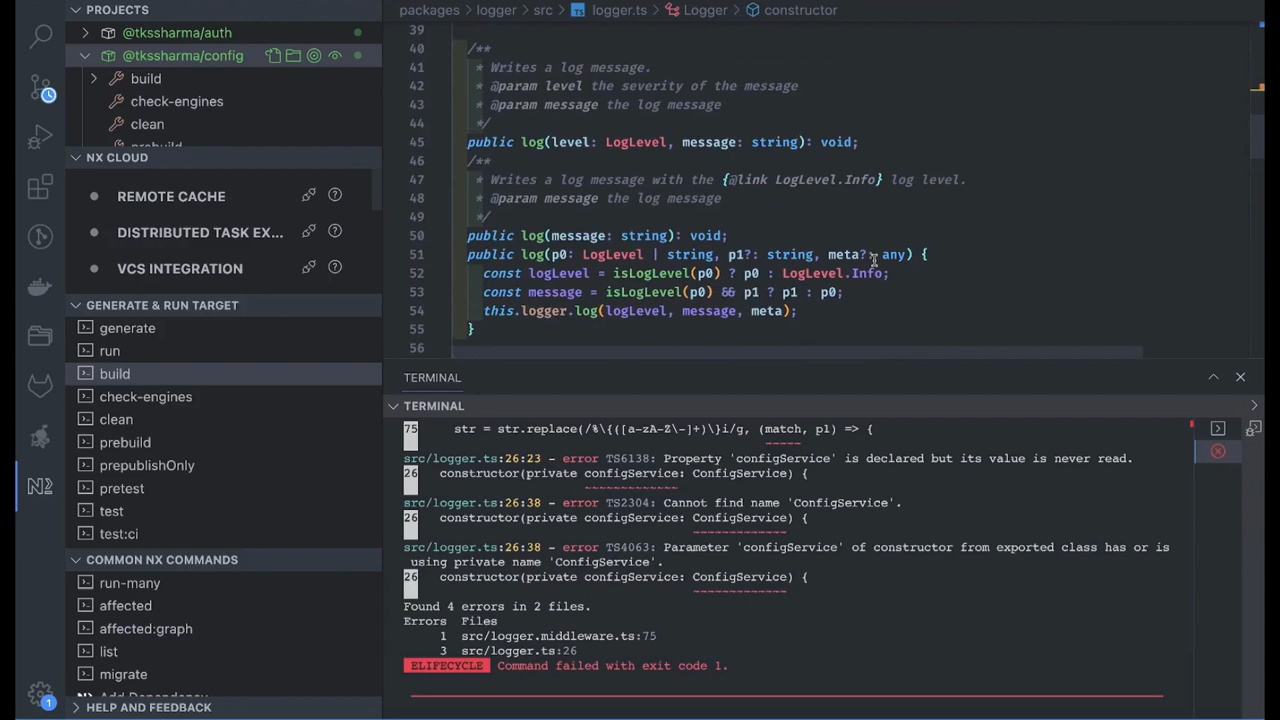 PROJECTS
@tkssharma/auth
@tkssharma/config
build
check-engines
clean
NX CLOUD
REMOTE CACHE
DISTRIBUTED TASK EX...
VCS INTEGRATION
GENERATE & RUN TARGET
generate
run
build
check-engines
clean
prebuild
prepublishOnly
pretest
test
test:ci
COMMON NX COMMANDS
run-many
affected
affected:graph
list
migrate
Add Dependency
HELP AND FEEDBACK
1
packages > logger > src > logger.ts > Logger > constructor
39
40 /**
41 * Writes a log message.
42 * @param level the severity of the message
43 * @param message the log message
44 */
45 public log(level: LogLevel, message: string): void;
46 /**
47 * Writes a log message with the {@link LogLevel.Info} log level.
48 * @param message the log message
49 */
50 public log(message: string): void;
51 public log(p0: LogLevel | string, p1?: string, meta?: any) {
52 const logLevel = isLogLevel(p0) ? p0 : LogLevel.Info;
53 const message = isLogLevel(p0) && p1 ? p1 : p0;
54 this.logger.log(logLevel, message, meta);
55 }
56
TERMINAL
TERMINAL
75 str = str.replace(/%\{([a-zA-Z\-]+)\}i/g, (match, p1) => {
~~~~~
src/logger.ts:26:23 - error TS6138: Property 'configService' is declared but its value is never read.
26 constructor(private configService: ConfigService) {
~~~~~~~~~~~~~
src/logger.ts:26:38 - error TS2304: Cannot find name 'ConfigService'.
26 constructor(private configService: ConfigService) {
~~~~~~~~~~~~~
src/logger.ts:26:38 - error TS4063: Parameter 'configService' of constructor from exported class has or is
using private name 'ConfigService'.
26 constructor(private configService: ConfigService) {
~~~~~~~~~~~~~
Found 4 errors in 2 files.
Errors Files
1 src/logger.middleware.ts:75
3 src/logger.ts:26
ELIFECYCLE Command failed with exit code 1.